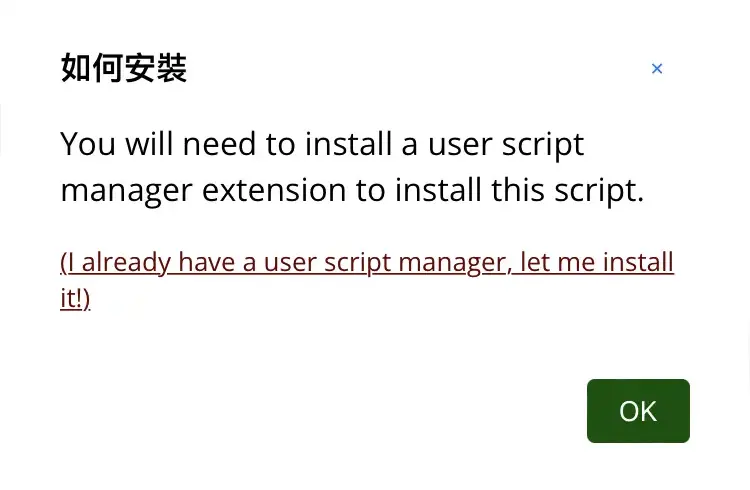 如何安裝
×
You will need to install a user script
manager extension to install this script.
(I already have a user script manager, let me install
it!)
OK